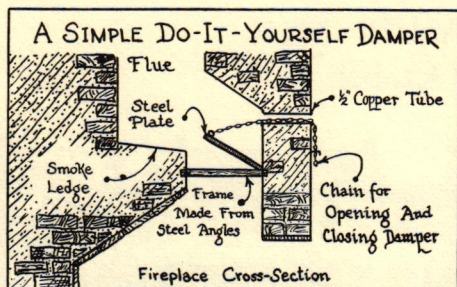 A SIMPLE DO-IT-YOURSELF DAMPER
Flue
Steel
Plate
½" Copper Tube
Smoke
Ledge
Frame
Made From
Steel Angles
Chain for
Opening And
Closing Damper
Fireplace Cross-Section